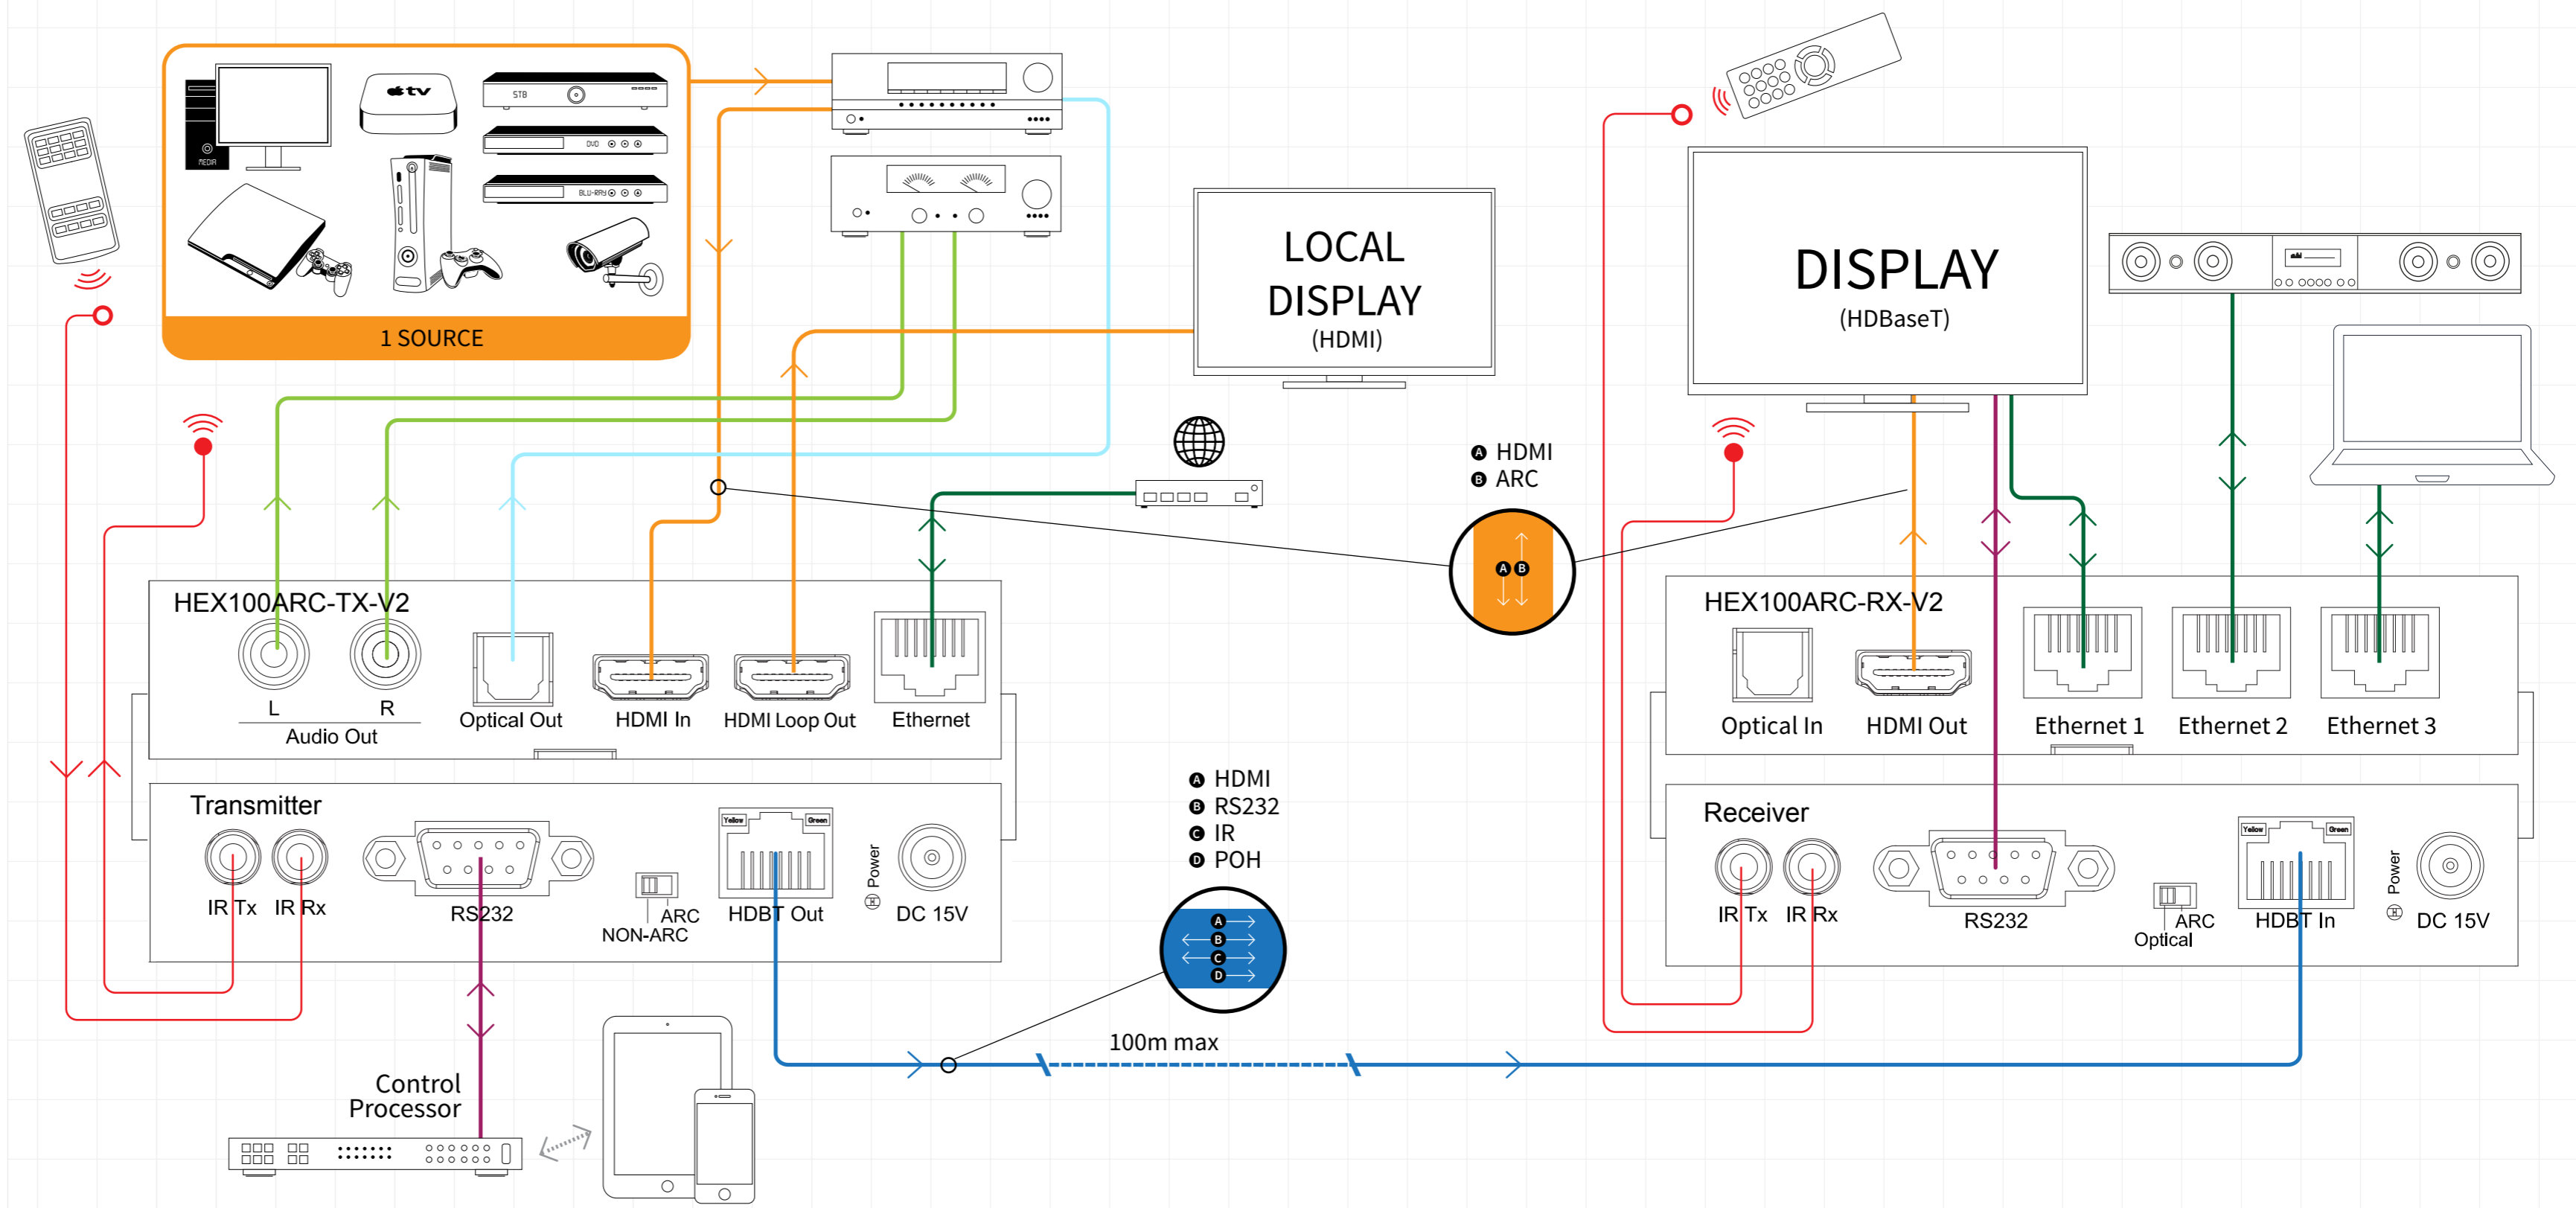 MEDIA
tv
STB
DVD
BLU-RAY
1 SOURCE
LOCAL
DISPLAY
(HDMI)
DISPLAY
(HDBaseT)
A HDMI
B ARC
A B
HEX100ARC-TX-V2
L
R
Audio Out
Optical Out
HDMI In
HDMI Loop Out
Ethernet
HEX100ARC-RX-V2
Optical In
HDMI Out
Ethernet 1
Ethernet 2
Ethernet 3
Transmitter
IR Tx
IR Rx
RS232
ARC
NON-ARC
Yellow
Green
HDBT Out
Power
DC 15V
A HDMI
B RS232
C IR
D POH
A
B
C
D
Receiver
IR Tx
IR Rx
RS232
ARC
Optical
Yellow
Green
HDBT In
Power
DC 15V
100m max
Control
Processor